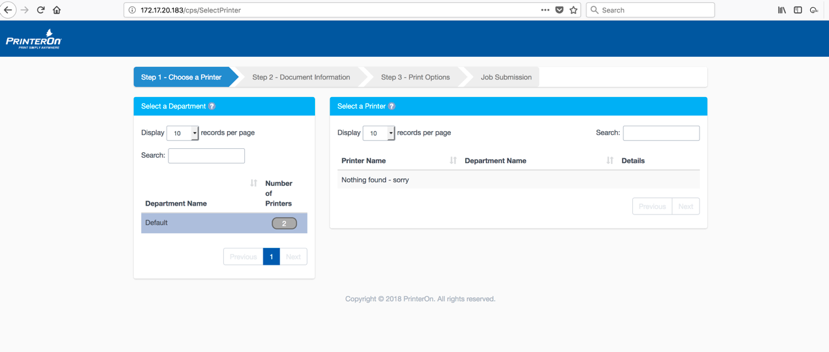 172.17.20.183/cps/SelectPrinter
Search
PRINTERON
PRINT SIMPLY ANYWHERE
Step 1 - Choose a Printer
Step 2 - Document Information
Step 3 - Print Options
Job Submission
Select a Department ?
Display 10 records per page
Search:
Department Name
Number of Printers
Default 2
Previous 1 Next
Select a Printer ?
Display 10 records per page
Search:
Printer Name Department Name Details
Nothing found - sorry
Previous Next
Copyright © 2018 PrinterOn. All rights reserved.